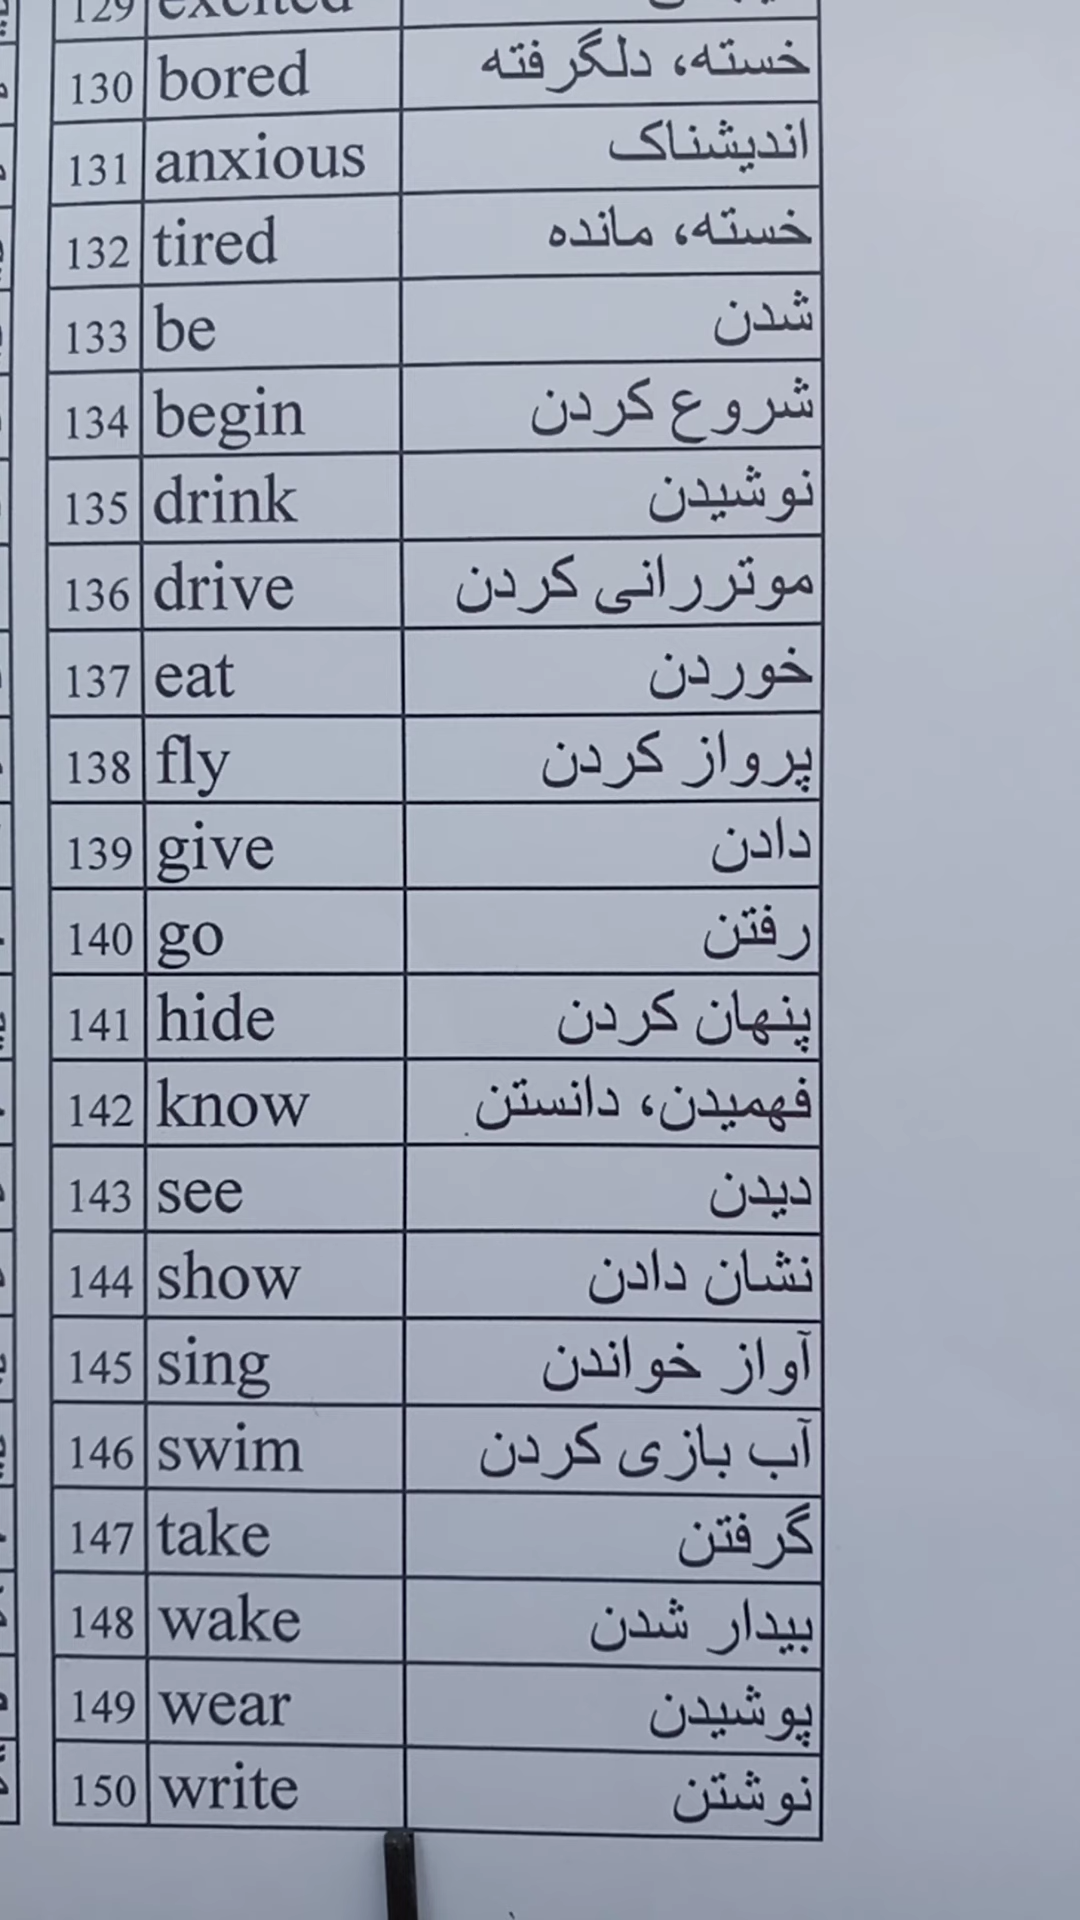 129 excited
130 bored خسته، دلگرفته
131 anxious اندیشناک
132 tired خسته، مانده
133 be شدن
134 begin شروع کردن
135 drink نوشیدن
136 drive موتررانی کردن
137 eat خوردن
138 fly پرواز کردن
139 give دادن
140 go رفتن
141 hide پنهان کردن
142 know فهمیدن، دانستن
143 see دیدن
144 show نشان دادن
145 sing آواز خواندن
146 swim آب بازی کردن
147 take گرفتن
148 wake بیدار شدن
149 wear پوشیدن
150 write نوشتن